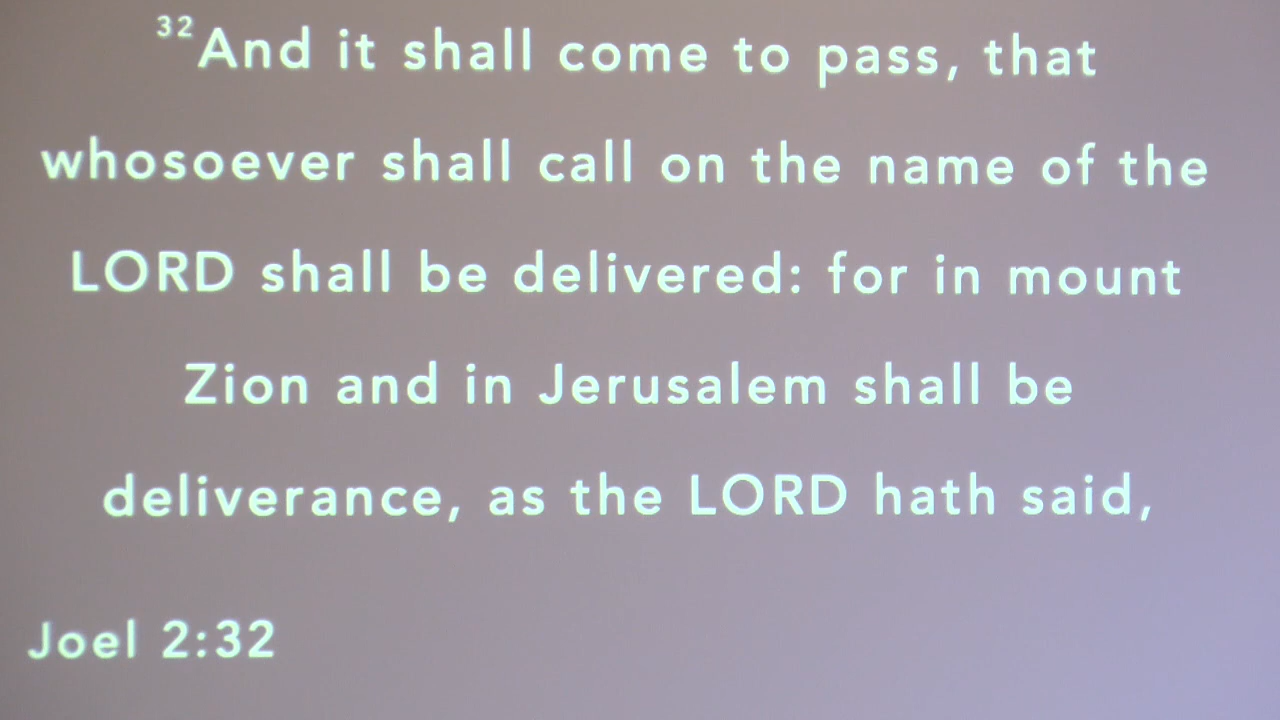 32And it shall come to pass, that
whosoever shall call on the name of the
LORD shall be delivered: for in mount
Zion and in Jerusalem shall be
deliverance, as the LORD hath said,
Joel 2:32